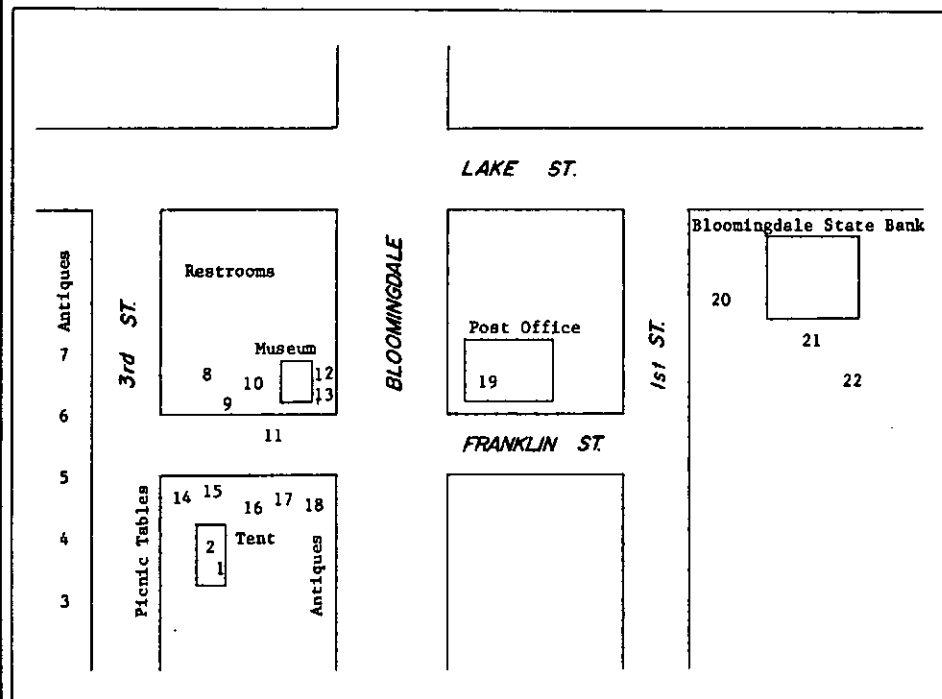 LAKE ST.
Bloomingdale State Bank
Antiques
3rd ST.
Restrooms
BLOOMINGDALE
Post Office
1st ST.
20
21
22
7
Museum
8
10
12
13
9
19
6
11
FRANKLIN ST.
5
14
15
16
17
18
Picnic Tables
4
2
Tent
1
Antiques
3